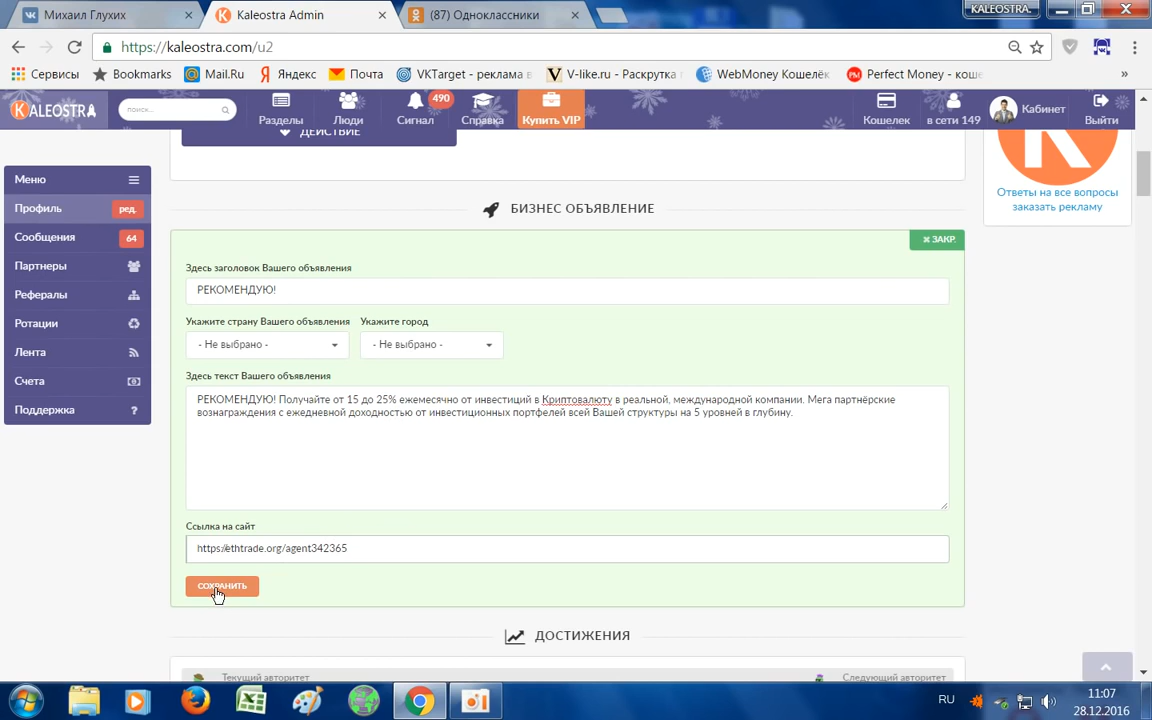 Михаил Глухих
Kaleostra Admin
(87) Одноклассники
KALEOSTRA.
https://kaleostra.com/u2
Сервисы
Bookmarks
Mail.Ru
Яндекс
Почта
VKTarget - реклама в
V-like.ru - Раскрутка
WebMoney Кошелёк
Perfect Money - коше
»
KALEOSTRA
поиск...
Разделы
Люди
490
Сигнал
Справка
Купить VIP
Кошелек
в сети 149
Кабинет
Выйти
ДЕЙСТВИЕ
Ответы на все вопросы
заказать рекламу
Меню
Профиль ред.
Сообщения 64
Партнеры
Рефералы
Ротации
Лента
Счета
Поддержка ?
БИЗНЕС ОБЪЯВЛЕНИЕ
× ЗАКР.
Здесь заголовок Вашего объявления
РЕКОМЕНДУЮ!
Укажите страну Вашего объявления Укажите город
- Не выбрано - - Не выбрано -
Здесь текст Вашего объявления
РЕКОМЕНДУЮ! Получайте от 15 до 25% ежемесячно от инвестиций в Криптовалюту в реальной, международной компании. Мега партнёрские
вознаграждения с ежедневной доходностью от инвестиционных портфелей всей Вашей структуры на 5 уровней в глубину.
Ссылка на сайт
https://ethtrade.org/agent342365
СОХРАНИТЬ
ДОСТИЖЕНИЯ
Текущий авторитет
Следующий авторитет
RU
11:07
28.12.2016